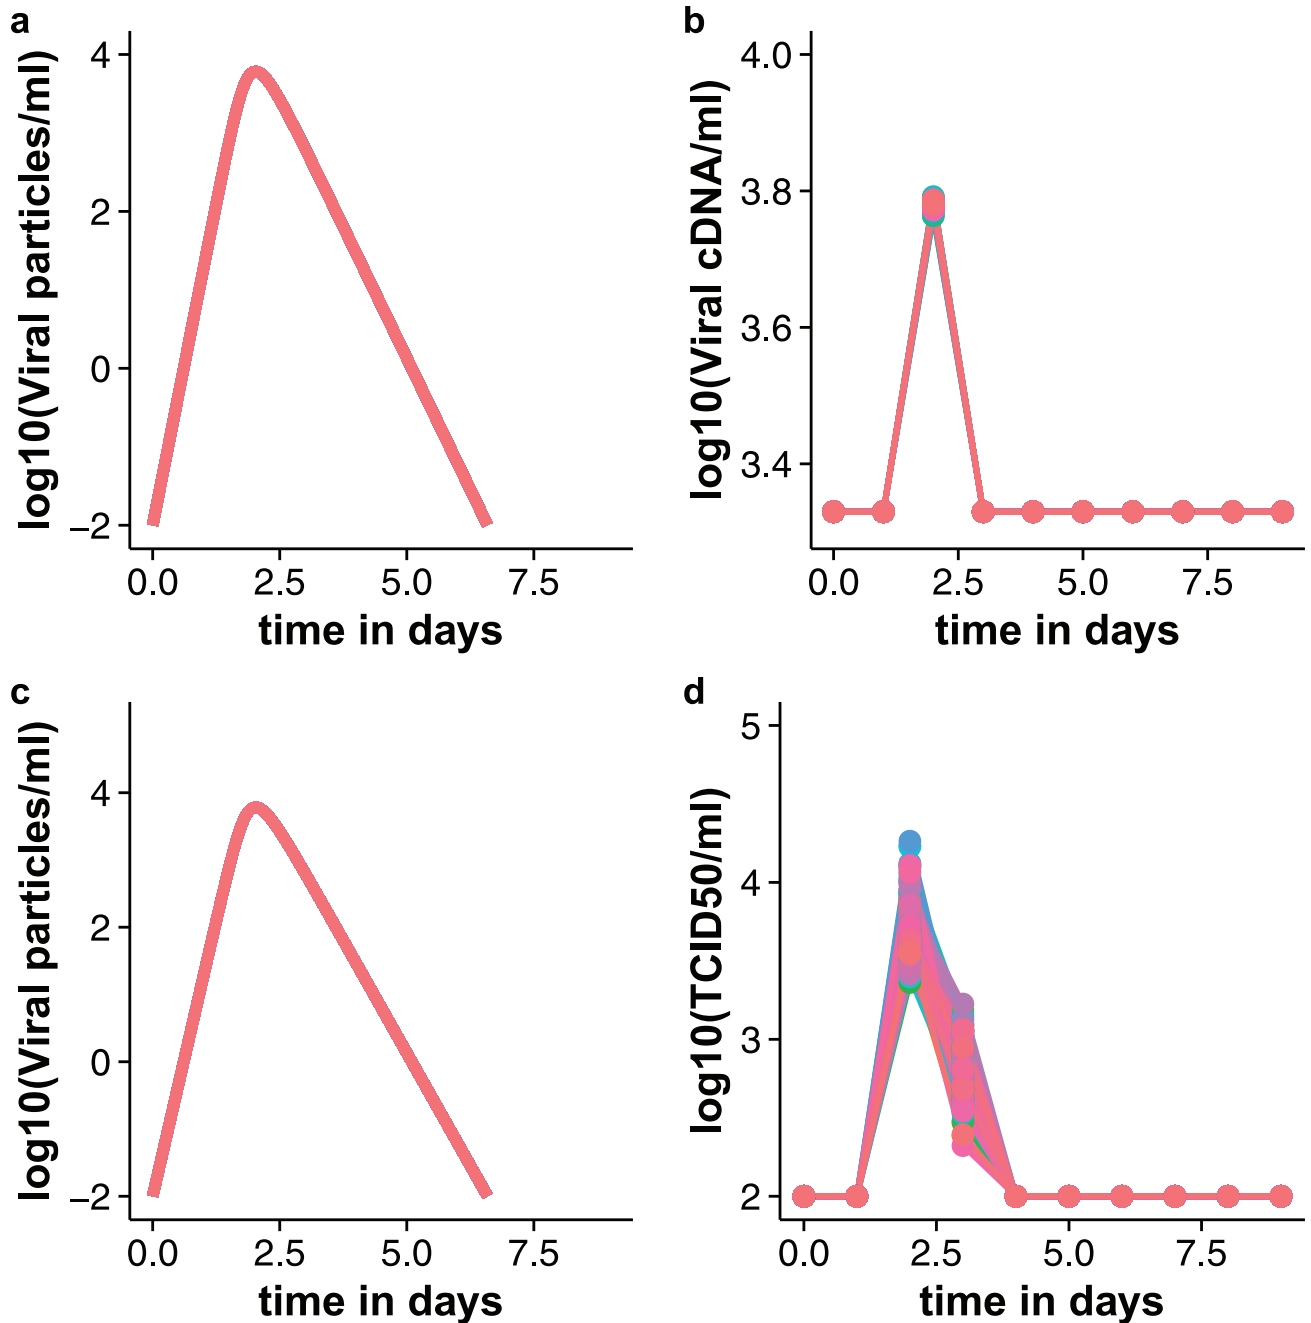 a
log10(Viral particles/ml)
4
2
0
−2
0.0 2.5 5.0 7.5
time in days
b
log10(Viral cDNA/ml)
4.0
3.8
3.6
3.4
0.0 2.5 5.0 7.5
time in days
c
log10(Viral particles/ml)
4
2
0
−2
0.0 2.5 5.0 7.5
time in days
d
log10(TCID50/ml)
5
4
3
2
0.0 2.5 5.0 7.5
time in days